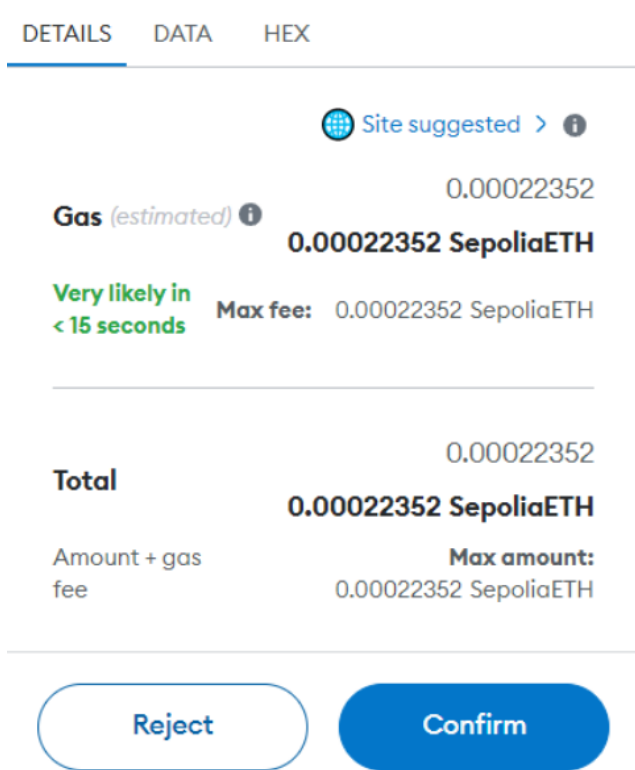 DETAILS DATA HEX
Site suggested >
0.00022352
Gas (estimated)
0.00022352 SepoliaETH
Very likely in
< 15 seconds
Max fee: 0.00022352 SepoliaETH
0.00022352
Total
0.00022352 SepoliaETH
Amount + gas
fee
Max amount:
0.00022352 SepoliaETH
Reject Confirm